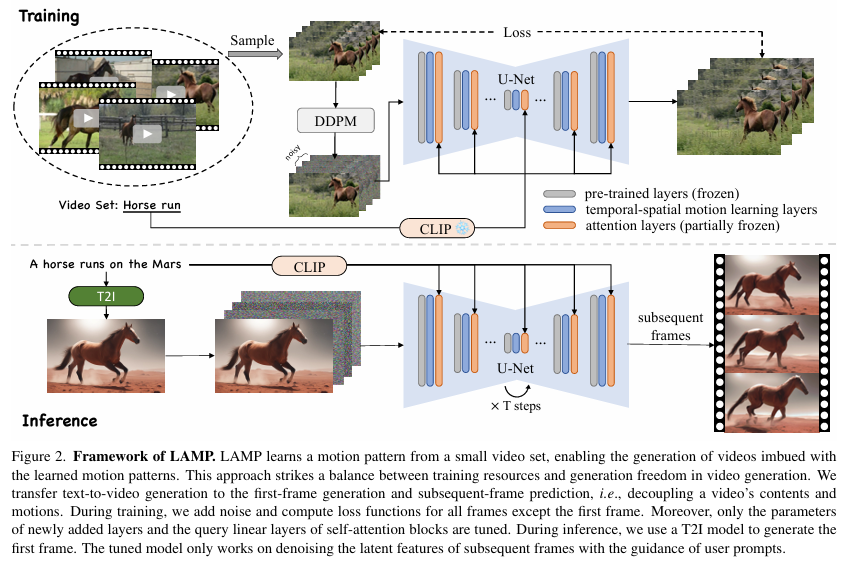 Training
Sample
Loss
U-Net
DDPM
noisy
pre-trained layers (frozen)
temporal-spatial motion learning layers
attention layers (partially frozen)
Video Set: Horse run
CLIP
A horse runs on the Mars
CLIP
T2I
subsequent
frames
U-Net
× T steps
Inference
Figure 2. Framework of LAMP. LAMP learns a motion pattern from a small video set, enabling the generation of videos imbued with
the learned motion patterns. This approach strikes a balance between training resources and generation freedom in video generation. We
transfer text-to-video generation to the first-frame generation and subsequent-frame prediction, i.e., decoupling a video's contents and
motions. During training, we add noise and compute loss functions for all frames except the first frame. Moreover, only the parameters
of newly added layers and the query linear layers of self-attention blocks are tuned. During inference, we use a T2I model to generate the
first frame. The tuned model only works on denoising the latent features of subsequent frames with the guidance of user prompts.